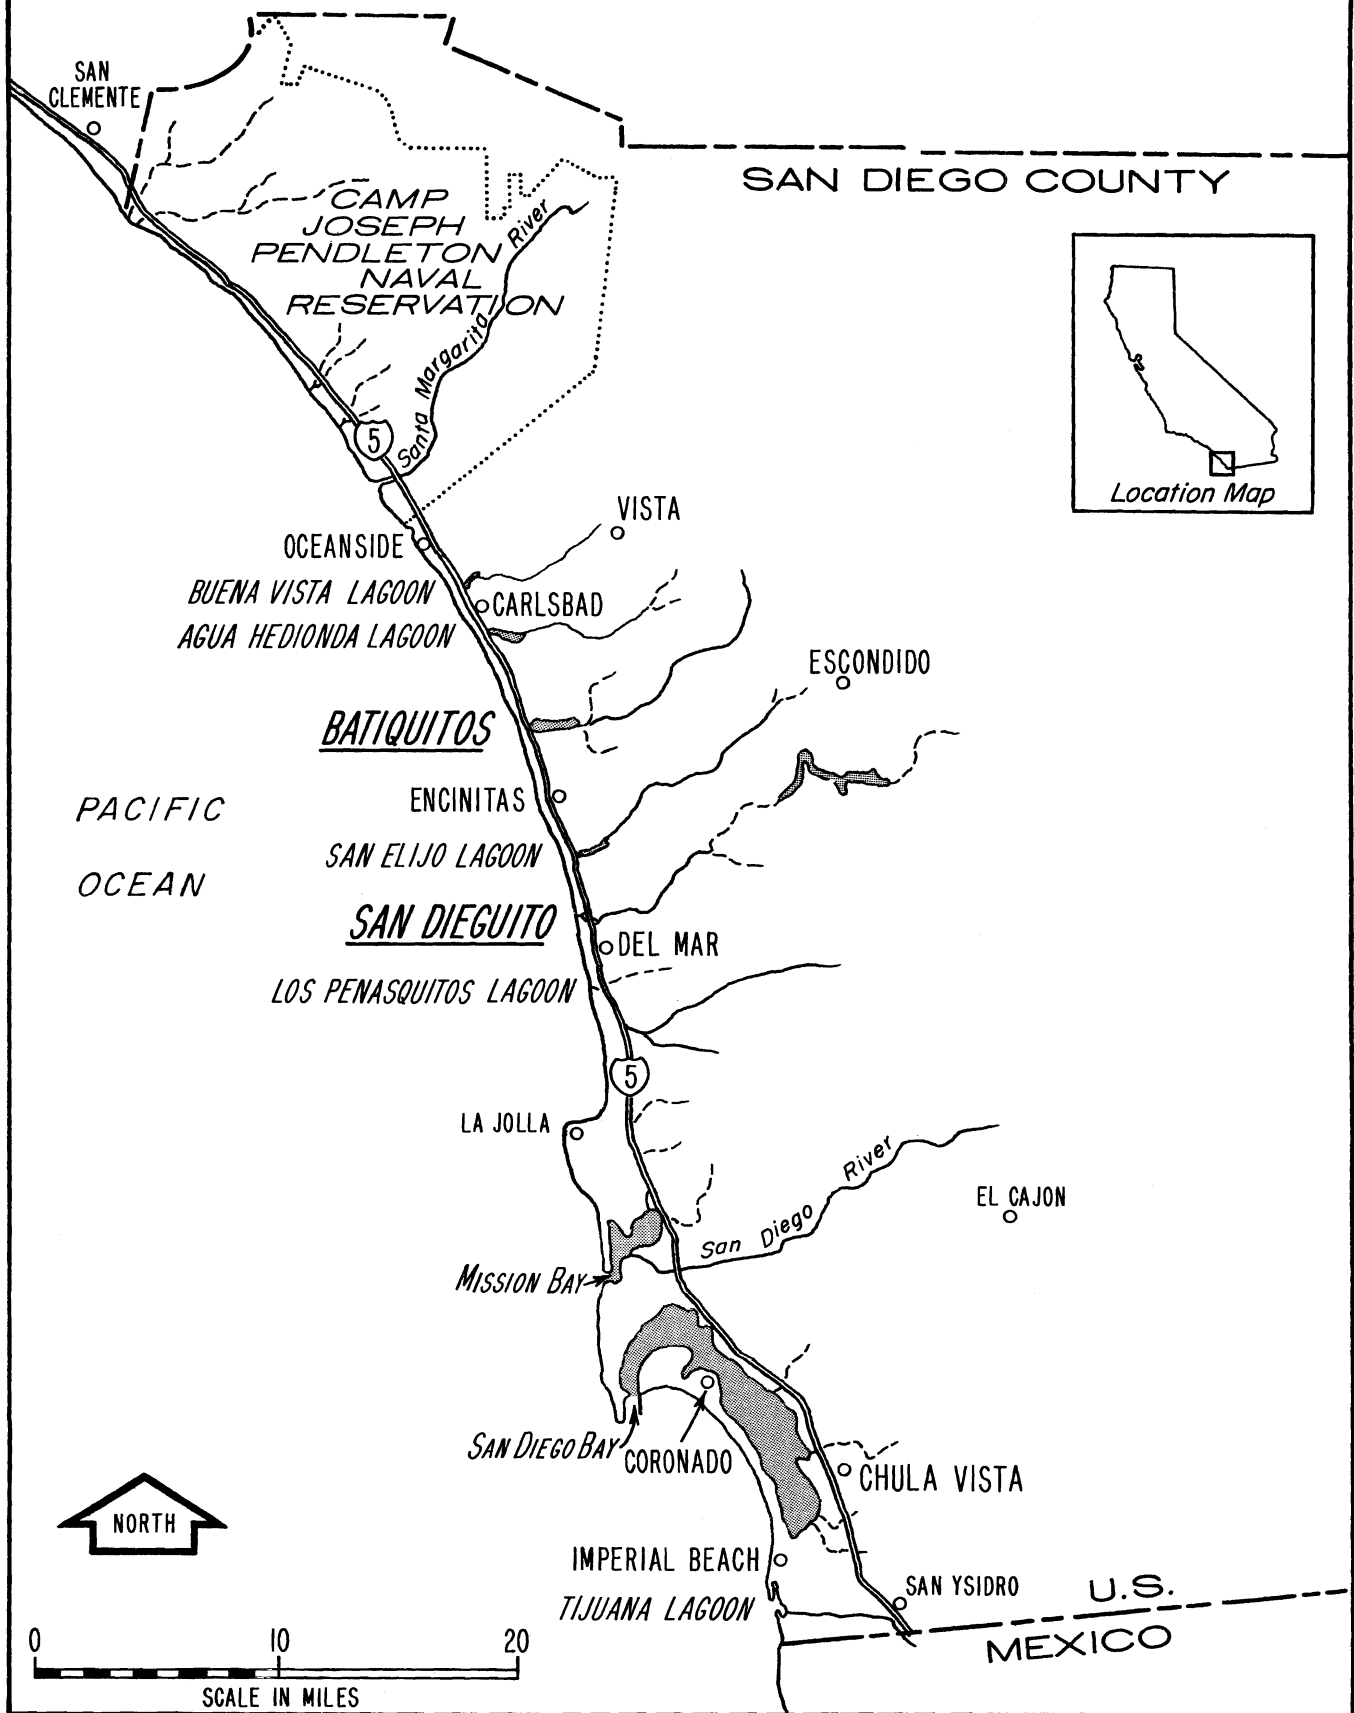 SAN
CLEMENTE
SAN DIEGO COUNTY
CAMP
JOSEPH
PENDLETON
NAVAL
RESERVATION
Santa Margarita River
Location Map
5
VISTA
OCEANSIDE
BUENA VISTA LAGOON
CARLSBAD
AGUA HEDIONDA LAGOON
ESCONDIDO
BATIQUITOS
PACIFIC
OCEAN
ENCINITAS
SAN ELIJO LAGOON
SAN DIEGUITO
DEL MAR
LOS PENASQUITOS LAGOON
5
LA JOLLA
San Diego River
EL CAJON
MISSION BAY
SAN DIEGO BAY
CORONADO
CHULA VISTA
NORTH
IMPERIAL BEACH
SAN YSIDRO
U.S.
TIJUANA LAGOON
MEXICO
0 10 20
SCALE IN MILES